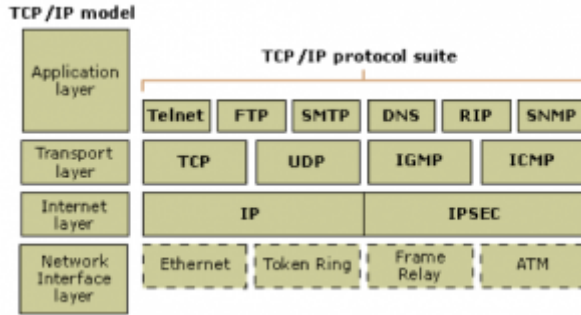 TCP/IP model
TCP/IP protocol suite
Application
layer
Telnet FTP SMTP DNS RIP SNMP
Transport
layer
TCP UDP IGMP ICMP
Internet
layer
IP IPSEC
Network
Interface
layer
Ethernet Token Ring Frame
Relay ATM